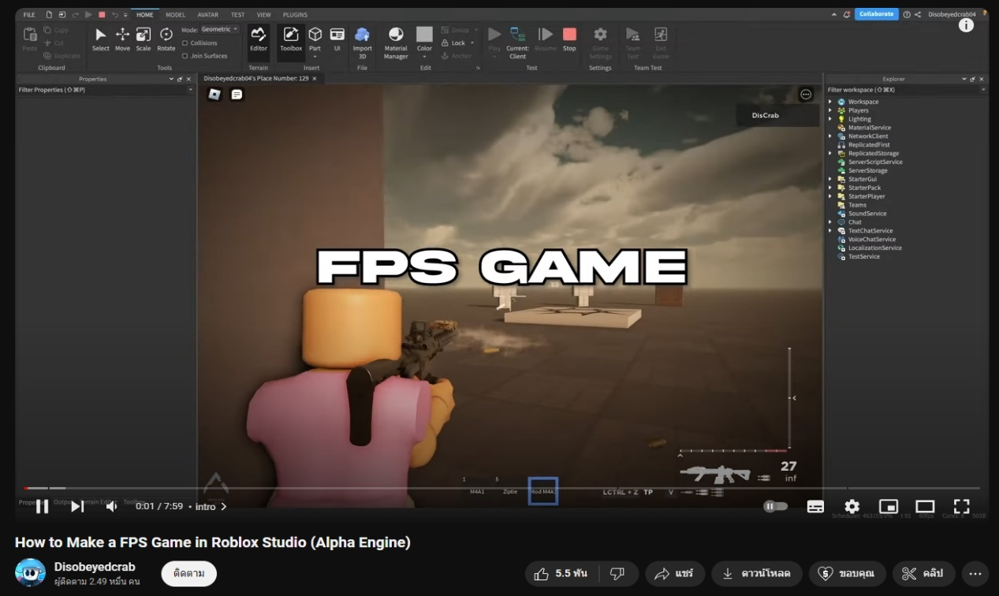 FILE HOME MODEL AVATAR TEST VIEW PLUGINS Collaborate Disobeyedcrab04
Paste Copy Cut Duplicate Select Move Scale Rotate Mode: Geometric Collisions Join Surfaces Editor Toolbox Part UI Import 3D Material Manager Color Group Lock Anchor Play Current: Client Resume Stop Game Settings Team Test Exit Game
Clipboard Tools Terrain Insert File Edit Test Settings Team Test
Properties
Filter Properties (⇧⌘P)
Disobeyedcrab04's Place Number: 129
Explorer
Filter workspace (⇧⌘X)
Workspace
Players
Lighting
MaterialService
NetworkClient
ReplicatedFirst
ReplicatedStorage
ServerScriptService
ServerStorage
StarterGui
StarterPack
StarterPlayer
Teams
SoundService
Chat
TextChatService
VoiceChatService
LocalizationService
TestService
DisCrab
FPS GAME
27
inf
1 5
M4A1 Ziptie Mod M4A1
LCTRL + Z TP V
0:01 / 7:59 • intro
How to Make a FPS Game in Roblox Studio (Alpha Engine)
Disobeyedcrab
ผู้ติดตาม 2.49 หมื่น คน
ติดตาม
5.5 พัน แชร์ ดาวน์โหลด ขอบคุณ คลิป